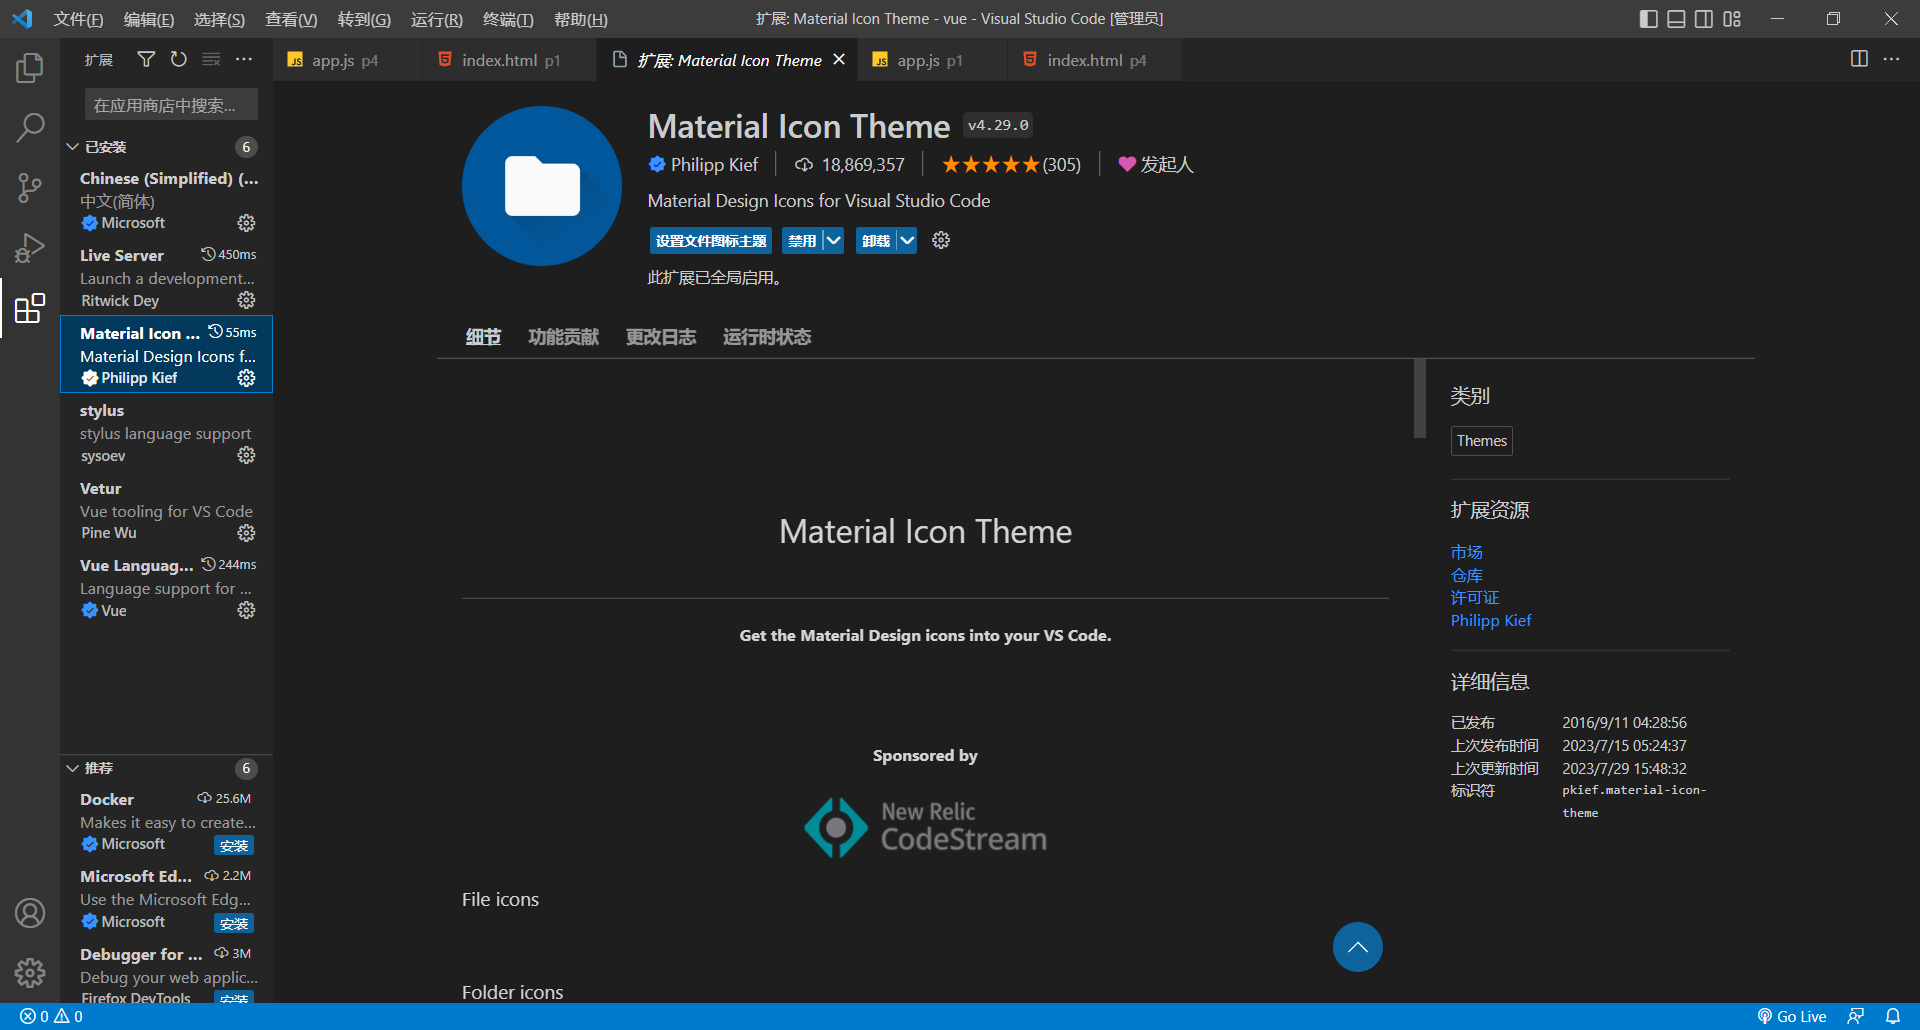 文件(F) 编辑(E) 选择(S) 查看(V) 转到(G) 运行(R) 终端(T) 帮助(H)
扩展: Material Icon Theme - vue - Visual Studio Code [管理员]
扩展
app.js p4
index.html p1
扩展: Material Icon Theme
app.js p1
index.html p4
在应用商店中搜索...
已安装 6
Chinese (Simplified) (...
中文(简体)
Microsoft
Live Server 450ms
Launch a development...
Ritwick Dey
Material Icon ... 55ms
Material Design Icons f...
Philipp Kief
stylus
stylus language support
sysoev
Vetur
Vue tooling for VS Code
Pine Wu
Vue Languag... 244ms
Language support for ...
Vue
推荐 6
Docker 25.6M
Makes it easy to create...
Microsoft 安装
Microsoft Ed... 2.2M
Use the Microsoft Edg...
Microsoft 安装
Debugger for ... 3M
Debug your web applic...
Firefox DevTools 安装
Material Icon Theme v4.29.0
Philipp Kief 18,869,357 (305) 发起人
Material Design Icons for Visual Studio Code
设置文件图标主题 禁用 卸载
此扩展已全局启用。
细节 功能贡献 更改日志 运行时状态
Material Icon Theme
Get the Material Design icons into your VS Code.
Sponsored by
New Relic
CodeStream
File icons
Folder icons
类别
Themes
扩展资源
市场
仓库
许可证
Philipp Kief
详细信息
已发布 2016/9/11 04:28:56
上次发布时间 2023/7/15 05:24:37
上次更新时间 2023/7/29 15:48:32
标识符 pkief.material-icon-
theme
0 0
Go Live